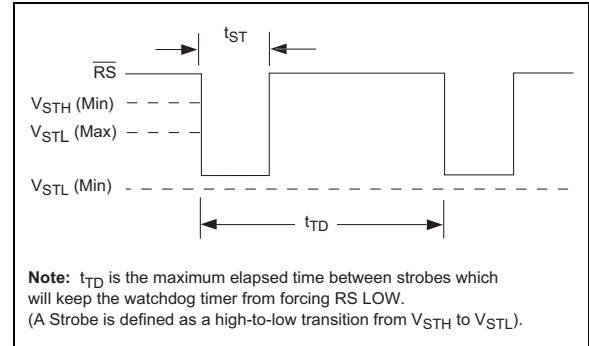 tST
RS
VSTH (Min)
VSTL (Max)
VSTL (Min)
tTD
Note: tTD is the maximum elapsed time between strobes which
will keep the watchdog timer from forcing RS LOW.
(A Strobe is defined as a high-to-low transition from VSTH to VSTL).